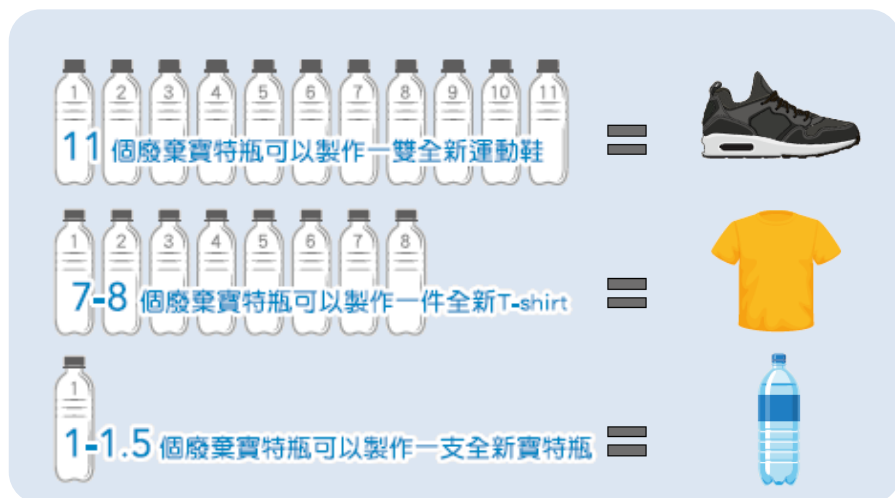 1 2 3 4 5 6 7 8 9 10 11
11 個廢棄寶特瓶可以製作一雙全新運動鞋
1 2 3 4 5 6 7 8
7-8 個廢棄寶特瓶可以製作一件全新T-shirt
1
1-1.5 個廢棄寶特瓶可以製作一支全新寶特瓶